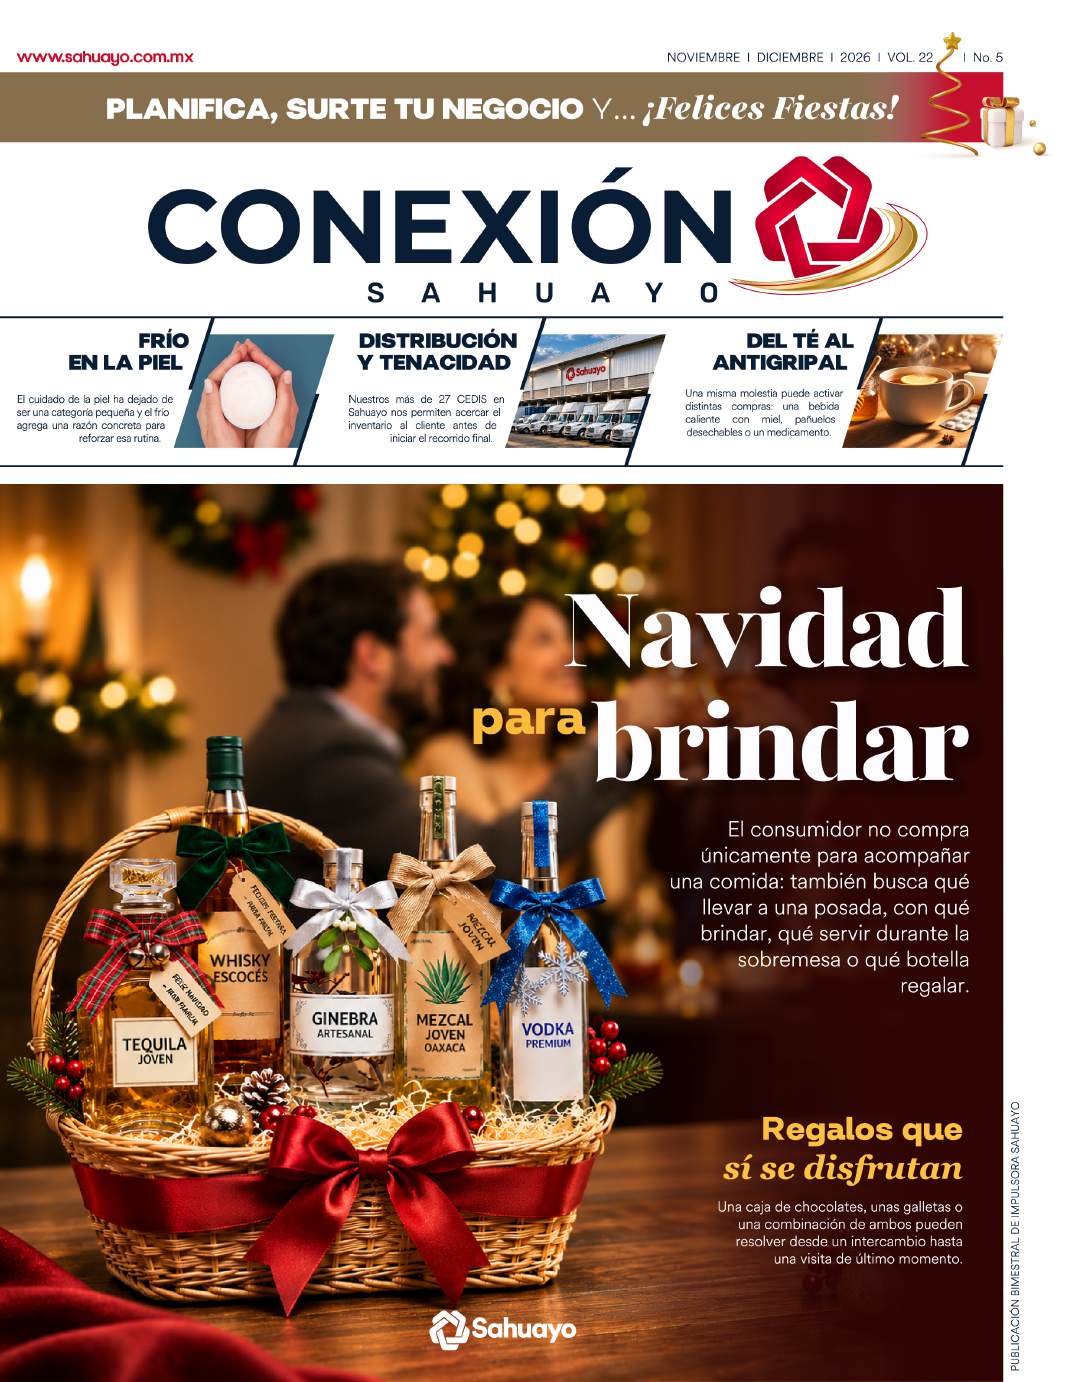 www.sahuayo.com.mx
NOVIEMBRE I DICIEMBRE I 2026 I VOL. 22 I No. 5
PLANIFICA, SURTE TU NEGOCIO Y... ¡Felices Fiestas!
CONEXIÓN
SAHUAYO
FRÍO
EN LA PIEL
El cuidado de la piel ha dejado de
ser una categoría pequeña y el frío
agrega una razón concreta para
reforzar esa rutina.
DISTRIBUCIÓN
Y TENACIDAD
Nuestros más de 27 CEDIS en
Sahuayo nos permiten acercar el
inventario al cliente antes de
iniciar el recorrido final.
Sahuayo
DEL TÉ AL
ANTIGRIPAL
Una misma molestia puede activar
distintas compras: una bebida
caliente con miel, pañuelos
desechables o un medicamento.
Navidad
para brindar
El consumidor no compra
únicamente para acompañar
una comida: también busca qué
llevar a una posada, con qué
brindar, qué servir durante la
sobremesa o qué botella
regalar.
WHISKY
ESCOCÉS
TEQUILA
JOVEN
FELIZ NAVIDAD
GINEBRA
ARTESANAL
MEZCAL
JOVEN
MEZCAL
JOVEN
OAXACA
VODKA
PREMIUM
Regalos que
sí se disfrutan
Una caja de chocolates, unas galletas o
una combinación de ambos pueden
resolver desde un intercambio hasta
una visita de último momento.
Sahuayo
PUBLICACIÓN BIMESTRAL DE IMPULSORA SAHUAYO